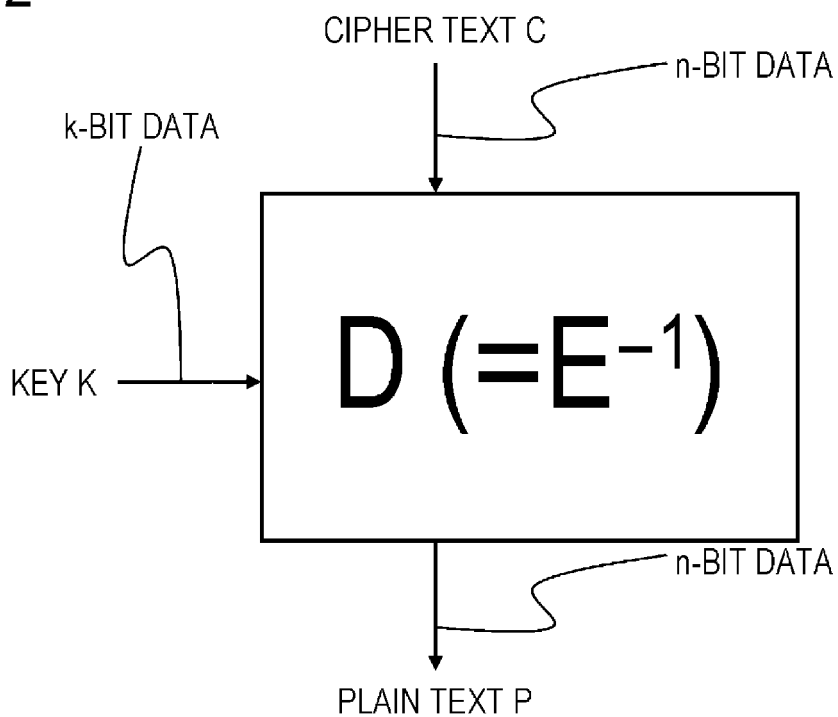 CIPHER TEXT C
n-BIT DATA
k-BIT DATA
D (=E⁻¹)
KEY K
n-BIT DATA
PLAIN TEXT P